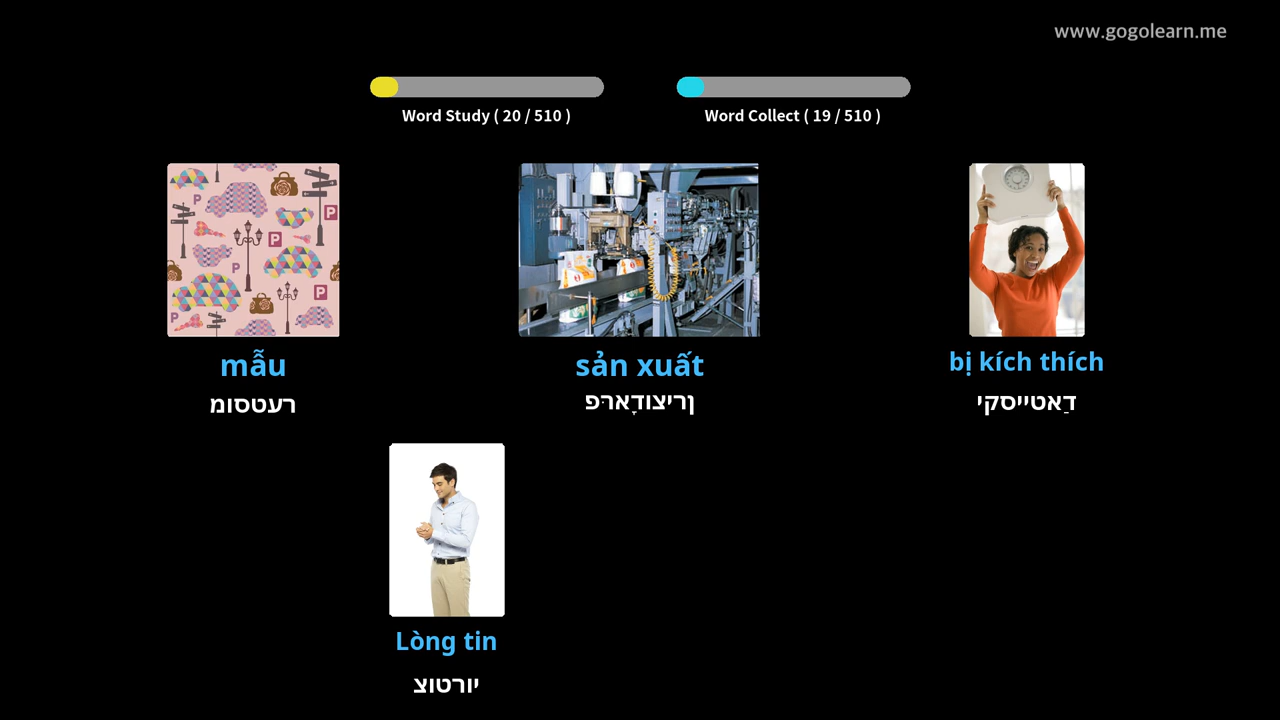 www.gogolearn.me
Word Study ( 20 / 510 )
Word Collect ( 19 / 510 )
mẫu
רעטסומ
sản xuất
ןריצודָארּפ
bị kích thích
דַאטייסקי
Lòng tin
יורטוצ